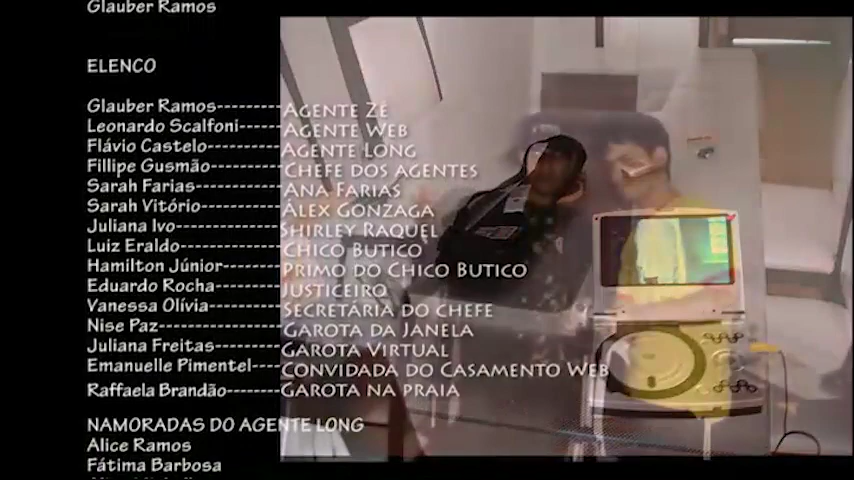 Glauber Ramos
ELENCO
Glauber Ramos---------Agente Zé
Leonardo Scalfoni-----Agente Web
Flávio Castelo---------Agente Long
Fillipe Gusmão---------Chefe dos Agentes
Sarah Farias-----------Ana Farias
Sarah Vitório----------Álex Gonzaga
Juliana Ivo--------------Shirley Raquel
Luiz Eraldo-------------Chico Butico
Hamilton Júnior-------Primo do Chico Butico
Eduardo Rocha--------Justiceiro
Vanessa Olívia---------Secretária do chefe
Nise Paz----------------Garota da Janela
Juliana Freitas---------Garota Virtual
Emanuelle Pimentel----Convidada do Casamento Web
Raffaela Brandão------Garota na praia
NAMORADAS DO AGENTE LONG
Alice Ramos
Fátima Barbosa